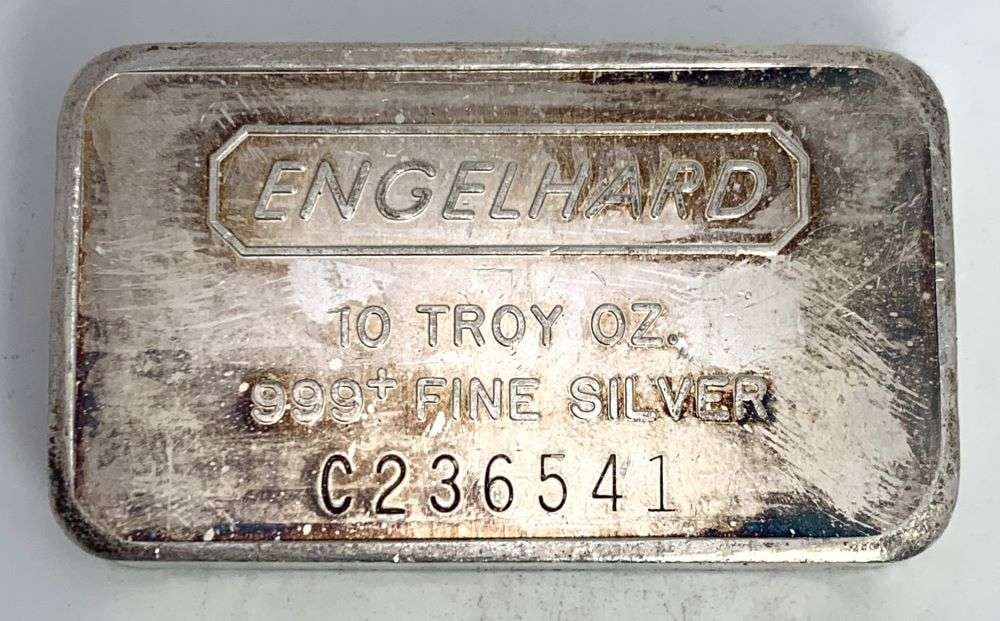 ENGELHARD
10 TROY OZ.
999+ FINE SILVER
C236541